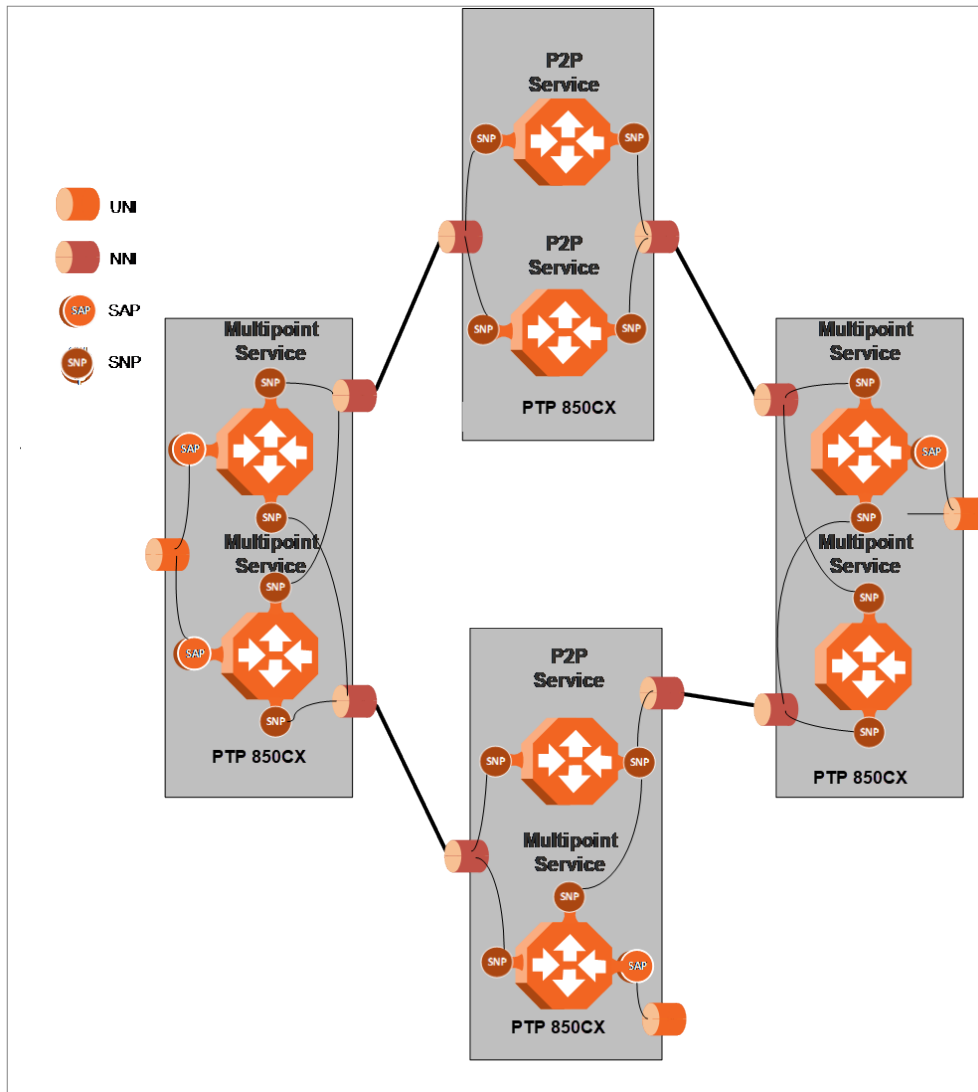 P2P
Service
SNP
SNP
P2P
Service
SNP
SNP
PTP 850CX
UNI
NNI
SAP
SAP
SNP
SNP
Multipoint
Service
SNP
SAP
SNP
Multipoint
Service
SNP
SAP
SNP
PTP 850CX
Multipoint
Service
SNP
SAP
SNP
Multipoint
Service
SNP
SNP
PTP 850CX
P2P
Service
SNP
SNP
Multipoint
Service
SNP
SNP
SAP
PTP 850CX